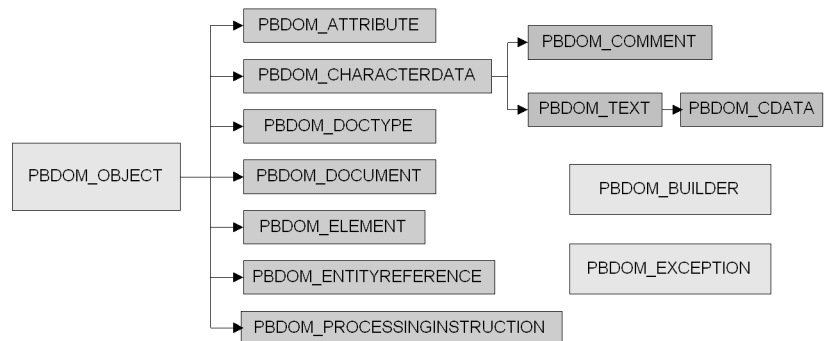 PBDOM_ATTRIBUTE
PBDOM_CHARACTERDATA
PBDOM_COMMENT
PBDOM_TEXT
PBDOM_CDATA
PBDOM_DOCTYPE
PBDOM_OBJECT
PBDOM_DOCUMENT
PBDOM_BUILDER
PBDOM_ELEMENT
PBDOM_ENTITYREFERENCE
PBDOM_EXCEPTION
PBDOM_PROCESSINGINSTRUCTION